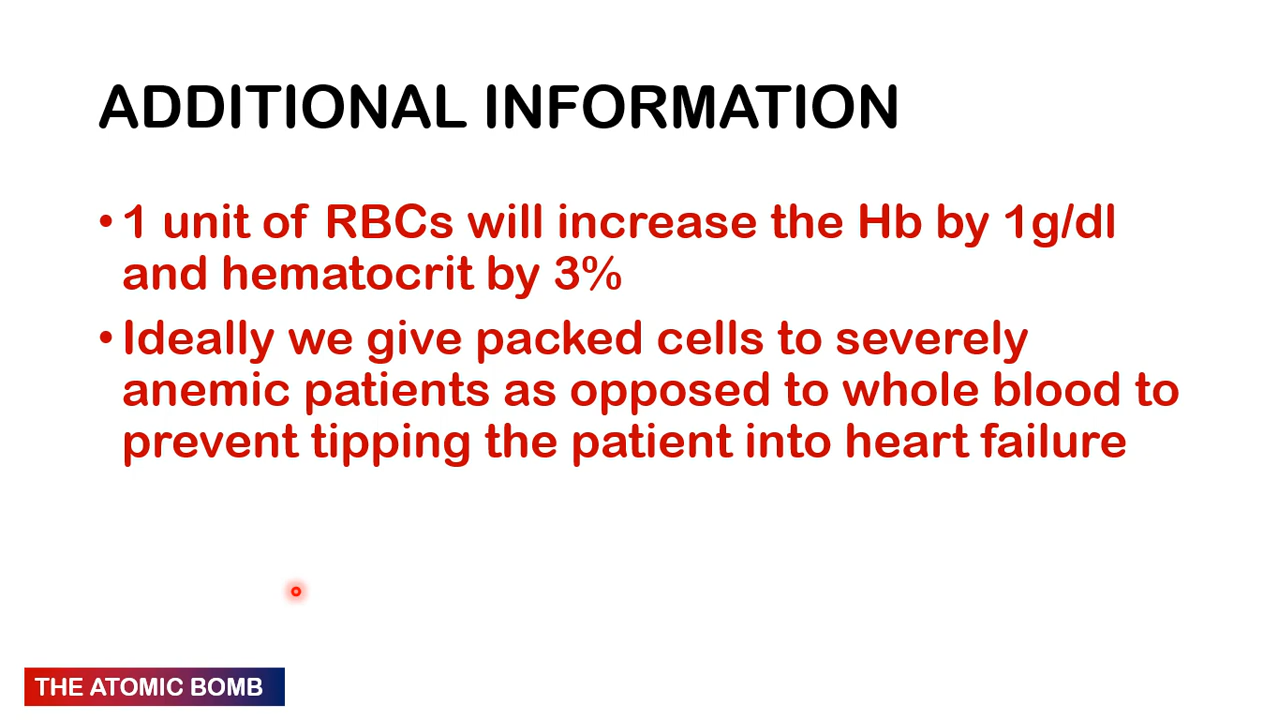 ADDITIONAL INFORMATION
• 1 unit of RBCs will increase the Hb by 1g/dl
and hematocrit by 3%
• Ideally we give packed cells to severely
anemic patients as opposed to whole blood to
prevent tipping the patient into heart failure
THE ATOMIC BOMB